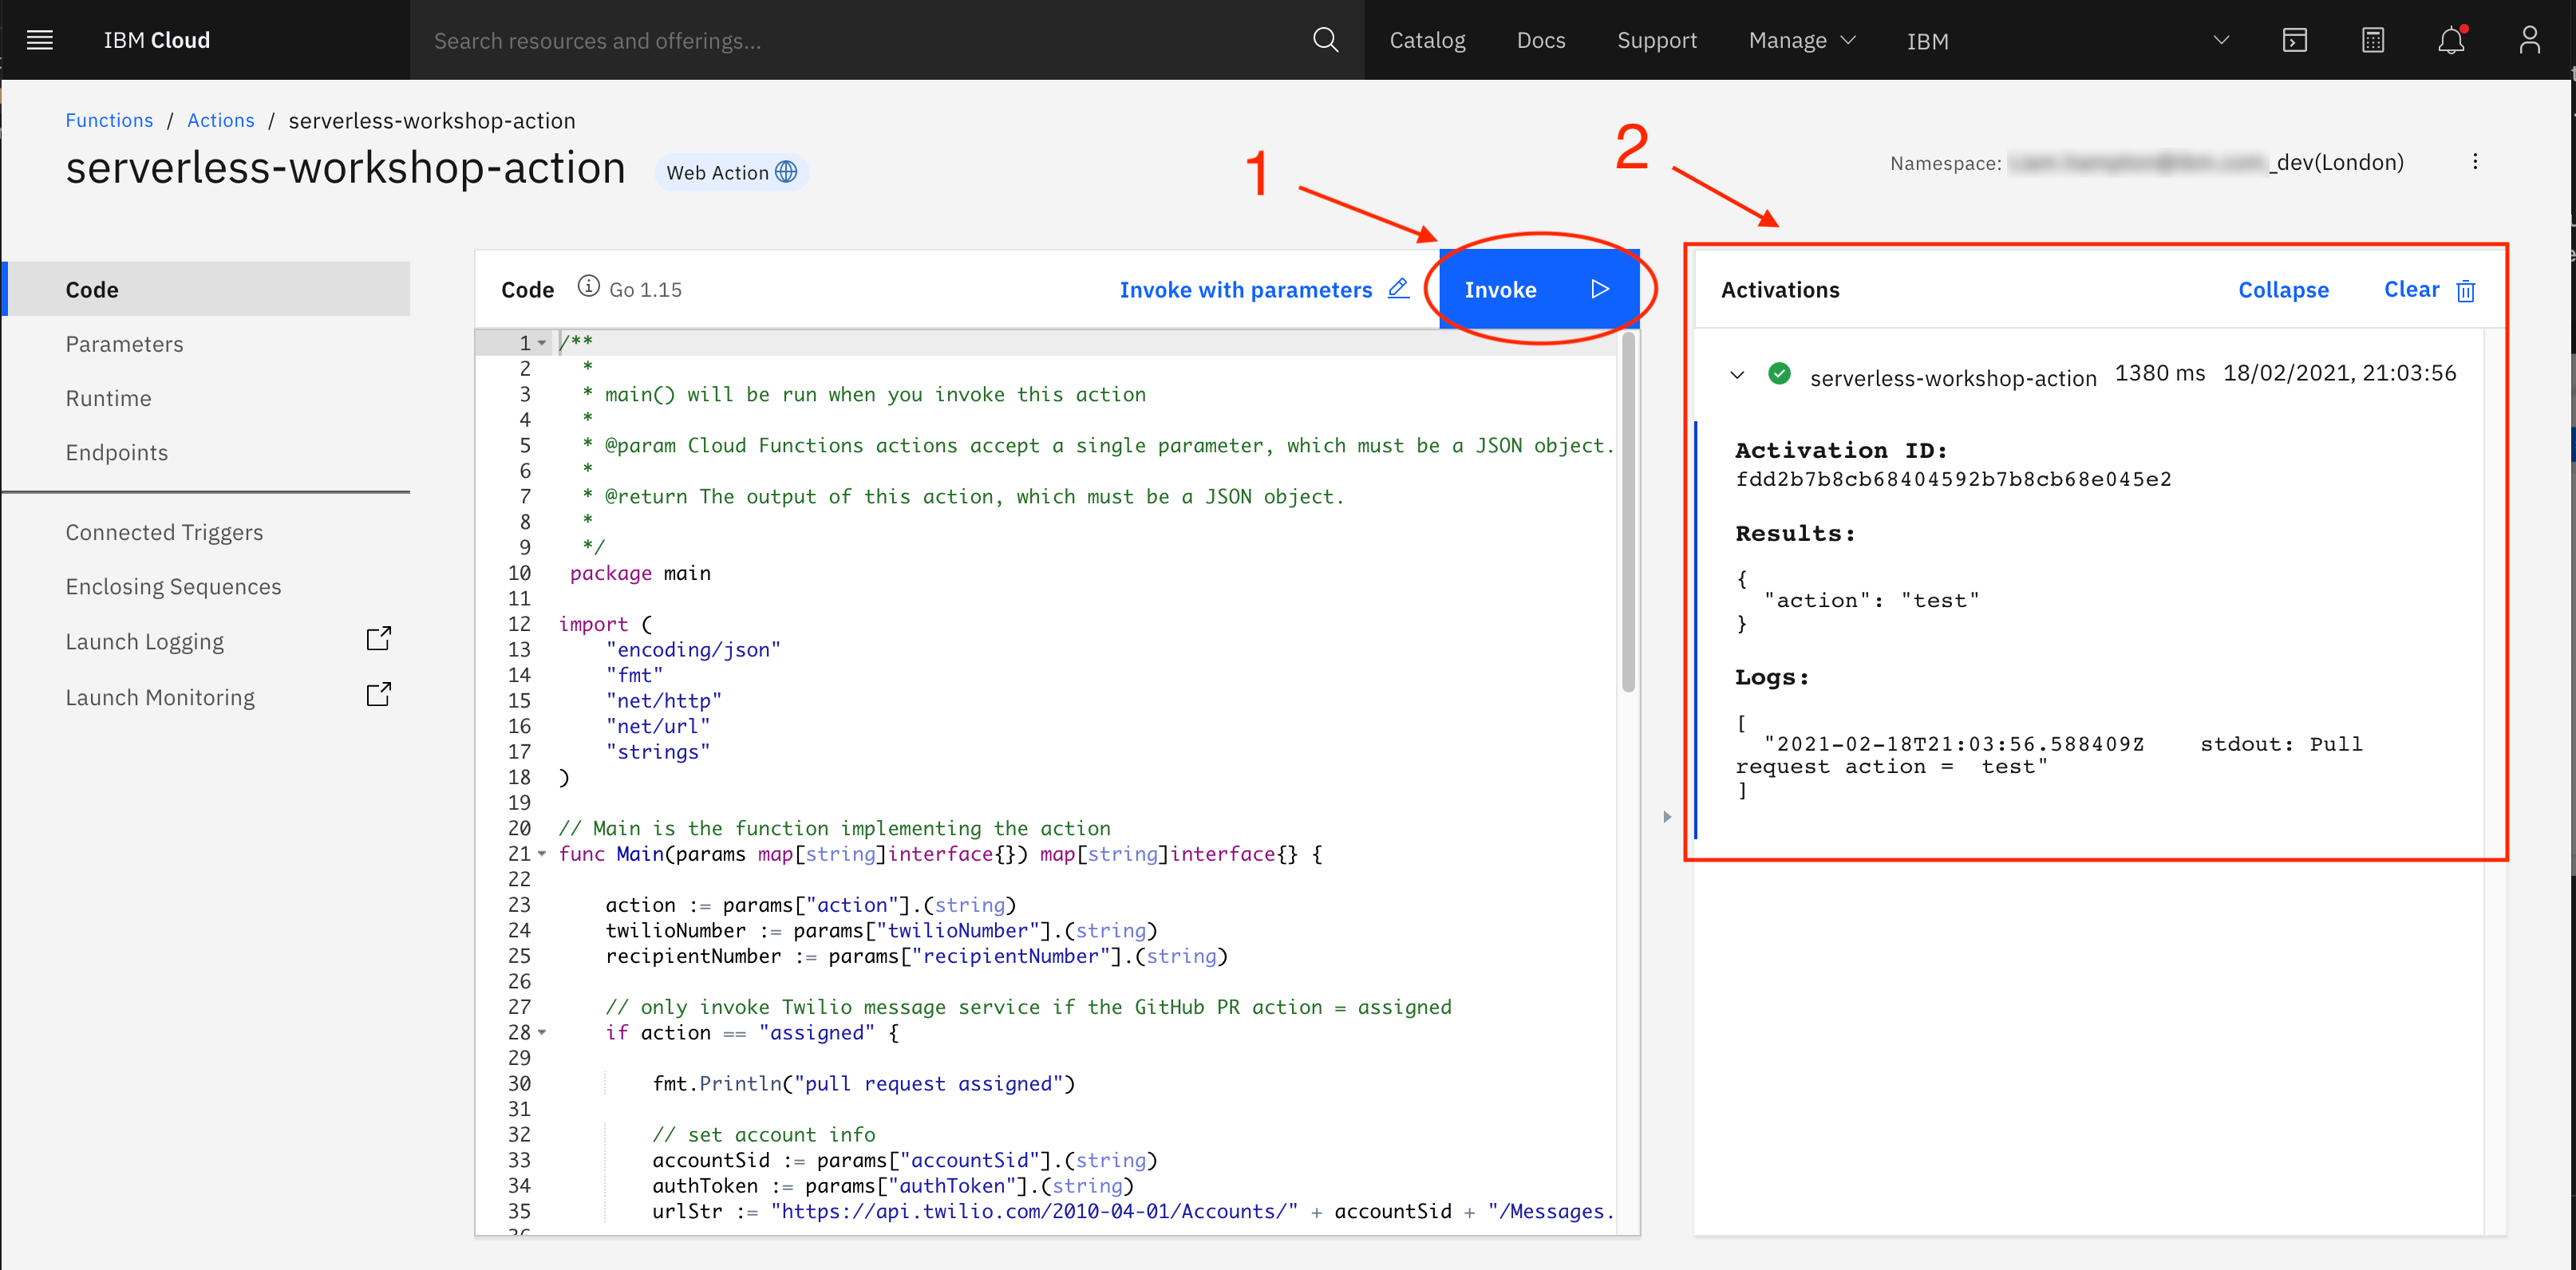 IBM Cloud
Search resources and offerings...
Catalog
Docs
Support
Manage
IBM
Functions / Actions / serverless-workshop-action
serverless-workshop-action
Web Action
1
2
Namespace: _dev(London)
Code
Parameters
Runtime
Endpoints
Connected Triggers
Enclosing Sequences
Launch Logging
Launch Monitoring
Code
Go 1.15
Invoke with parameters
Invoke
1 /**
2 *
3 * main() will be run when you invoke this action
4 *
5 * @param Cloud Functions actions accept a single parameter, which must be a JSON object.
6 *
7 * @return The output of this action, which must be a JSON object.
8 *
9 */
10 package main
11
12 import (
13 "encoding/json"
14 "fmt"
15 "net/http"
16 "net/url"
17 "strings"
18 )
19
20 // Main is the function implementing the action
21 func Main(params map[string]interface{}) map[string]interface{} {
22
23 action := params["action"].(string)
24 twilioNumber := params["twilioNumber"].(string)
25 recipientNumber := params["recipientNumber"].(string)
26
27 // only invoke Twilio message service if the GitHub PR action = assigned
28 if action == "assigned" {
29
30 fmt.Println("pull request assigned")
31
32 // set account info
33 accountSid := params["accountSid"].(string)
34 authToken := params["authToken"].(string)
35 urlStr := "https://api.twilio.com/2010-04-01/Accounts/" + accountSid + "/Messages.
Activations
Collapse
Clear
serverless-workshop-action 1380 ms 18/02/2021, 21:03:56
Activation ID:
fdd2b7b8cb68404592b7b8cb68e045e2
Results:
{
"action": "test"
}
Logs:
[
"2021-02-18T21:03:56.588409Z stdout: Pull
request action = test"
]